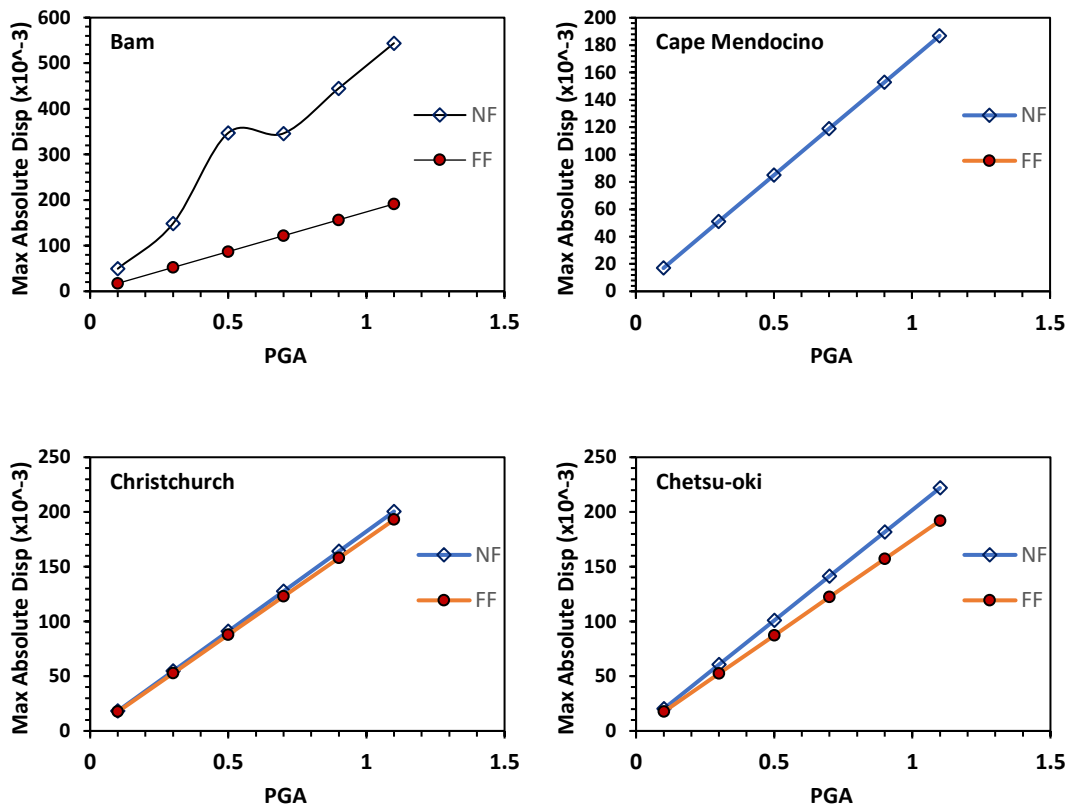 Bam
Max Absolute Disp (x10^-3)
600
500
400
300
200
100
0
0
0.5
1
1.5
PGA
NF
FF
Cape Mendocino
Max Absolute Disp (x10^-3)
200
180
160
140
120
100
80
60
40
20
0
0
0.5
1
1.5
PGA
NF
FF
Christchurch
Max Absolute Disp (x10^-3)
250
200
150
100
50
0
0
0.5
1
1.5
PGA
NF
FF
Chetsu-oki
Max Absolute Disp (x10^-3)
250
200
150
100
50
0
0
0.5
1
1.5
PGA
NF
FF